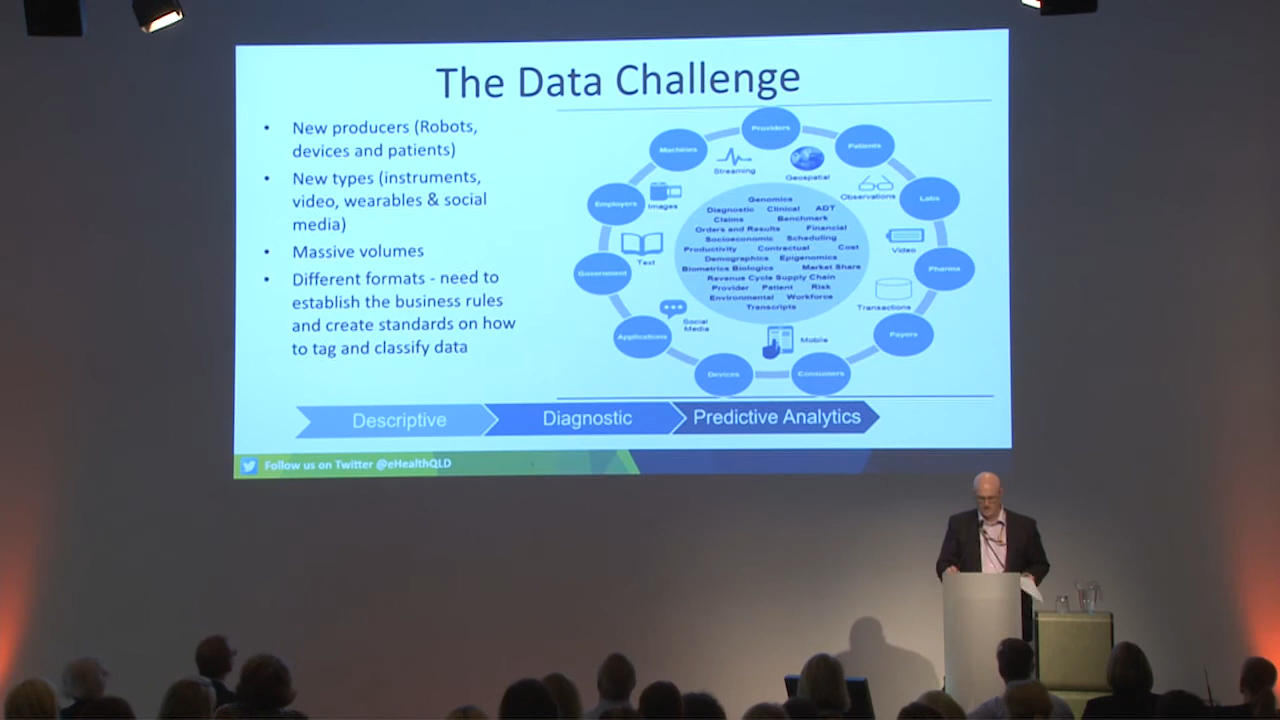 The Data Challenge
• New producers (Robots,
devices and patients)
• New types (instruments,
video, wearables & social
media)
• Massive volumes
• Different formats - need to
establish the business rules
and create standards on how
to tag and classify data
Providers
Patients
Labs
Pharma
Payers
Consumers
Devices
Applications
Government
Employers
Machines
Streaming
Geospatial
Observations
Video
Transactions
Mobile
Social
Media
Text
Images
Genomics
Diagnostic Clinical ADT
Claims Benchmark
Orders and Results Financial
Socioeconomic Scheduling
Productivity Contractual Cost
Demographics Epigenomics
Biometrics Biologics Market Share
Revenue Cycle Supply Chain
Provider Patient Risk
Environmental Workforce
Transcripts
Descriptive Diagnostic Predictive Analytics
Follow us on Twitter @eHealthQLD